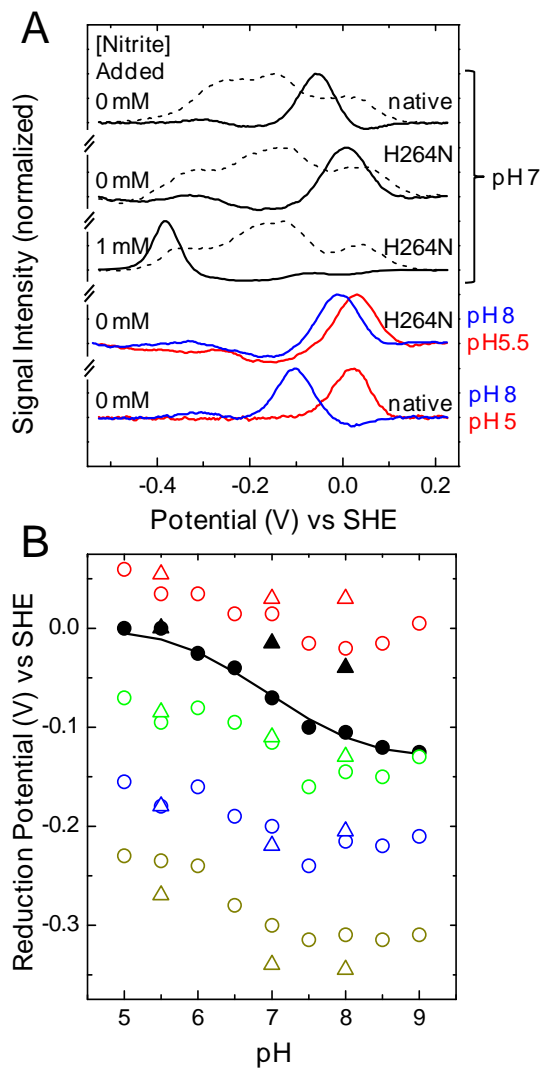 A
[Nitrite]
Added
0 mM
native
H264N
0 mM
pH 7
1 mM
H264N
0 mM
H264N
pH 8
pH 5.5
0 mM
native
pH 8
pH 5
Signal Intensity (normalized)
-0.4 -0.2 0.0 0.2
Potential (V) vs SHE
B
0.0
-0.1
-0.2
-0.3
Reduction Potential (V) vs SHE
5 6 7 8 9
pH